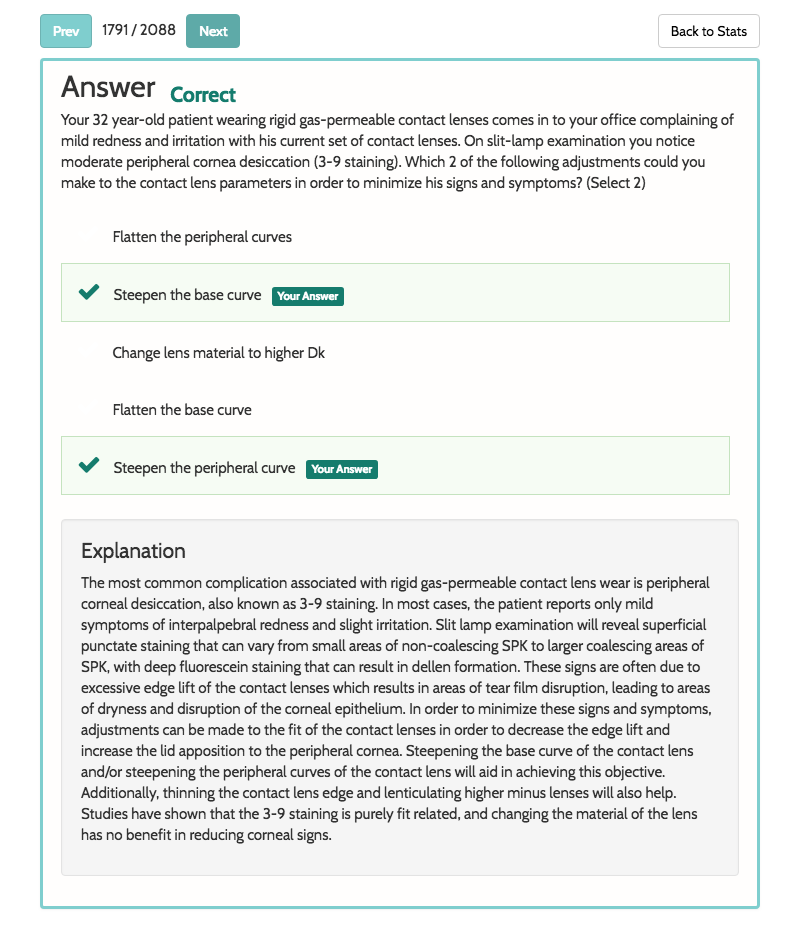 Prev 1791 / 2088 Next Back to Stats
Answer Correct
Your 32 year-old patient wearing rigid gas-permeable contact lenses comes in to your office complaining of
mild redness and irritation with his current set of contact lenses. On slit-lamp examination you notice
moderate peripheral cornea desiccation (3-9 staining). Which 2 of the following adjustments could you
make to the contact lens parameters in order to minimize his signs and symptoms? (Select 2)
Flatten the peripheral curves
Steepen the base curve Your Answer
Change lens material to higher Dk
Flatten the base curve
Steepen the peripheral curve Your Answer
Explanation
The most common complication associated with rigid gas-permeable contact lens wear is peripheral
corneal desiccation, also known as 3-9 staining. In most cases, the patient reports only mild
symptoms of interpalpebral redness and slight irritation. Slit lamp examination will reveal superficial
punctate staining that can vary from small areas of non-coalescing SPK to larger coalescing areas of
SPK, with deep fluorescein staining that can result in dellen formation. These signs are often due to
excessive edge lift of the contact lenses which results in areas of tear film disruption, leading to areas
of dryness and disruption of the corneal epithelium. In order to minimize these signs and symptoms,
adjustments can be made to the fit of the contact lenses in order to decrease the edge lift and
increase the lid apposition to the peripheral cornea. Steepening the base curve of the contact lens
and/or steepening the peripheral curves of the contact lens will aid in achieving this objective.
Additionally, thinning the contact lens edge and lenticulating higher minus lenses will also help.
Studies have shown that the 3-9 staining is purely fit related, and changing the material of the lens
has no benefit in reducing corneal signs.